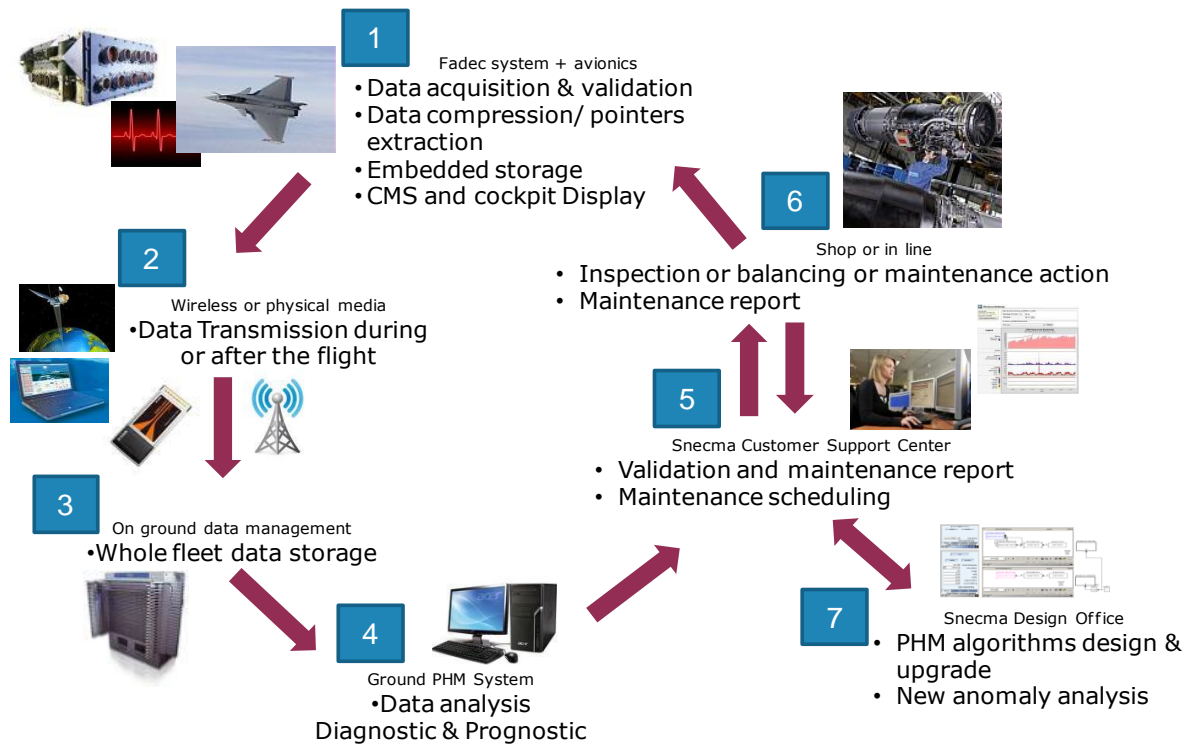 1
Fadec system + avionics
• Data acquisition & validation
• Data compression/ pointers
extraction
• Embedded storage
• CMS and cockpit Display
2
Wireless or physical media
•Data Transmission during
or after the flight
3
On ground data management
•Whole fleet data storage
4
acer
Ground PHM System
•Data analysis
Diagnostic & Prognostic
5
Snecma Customer Support Center
• Validation and maintenance report
• Maintenance scheduling
6
Shop or in line
• Inspection or balancing or maintenance action
• Maintenance report
7
Snecma Design Office
• PHM algorithms design &
upgrade
• New anomaly analysis